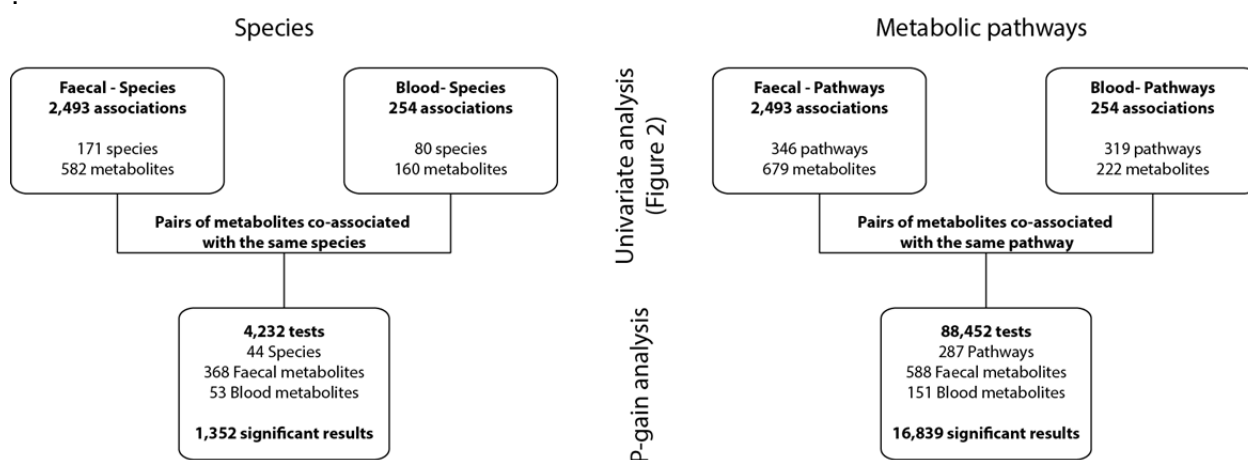 .
Species
Faecal - Species
2,493 associations
171 species
582 metabolites
Blood- Species
254 associations
80 species
160 metabolites
Pairs of metabolites co-associated
with the same species
4,232 tests
44 Species
368 Faecal metabolites
53 Blood metabolites
1,352 significant results
Univariate analysis
(Figure 2)
P-gain analysis
Metabolic pathways
Faecal - Pathways
2,493 associations
346 pathways
679 metabolites
Blood- Pathways
254 associations
319 pathways
222 metabolites
Pairs of metabolites co-associated
with the same pathway
88,452 tests
287 Pathways
588 Faecal metabolites
151 Blood metabolites
16,839 significant results